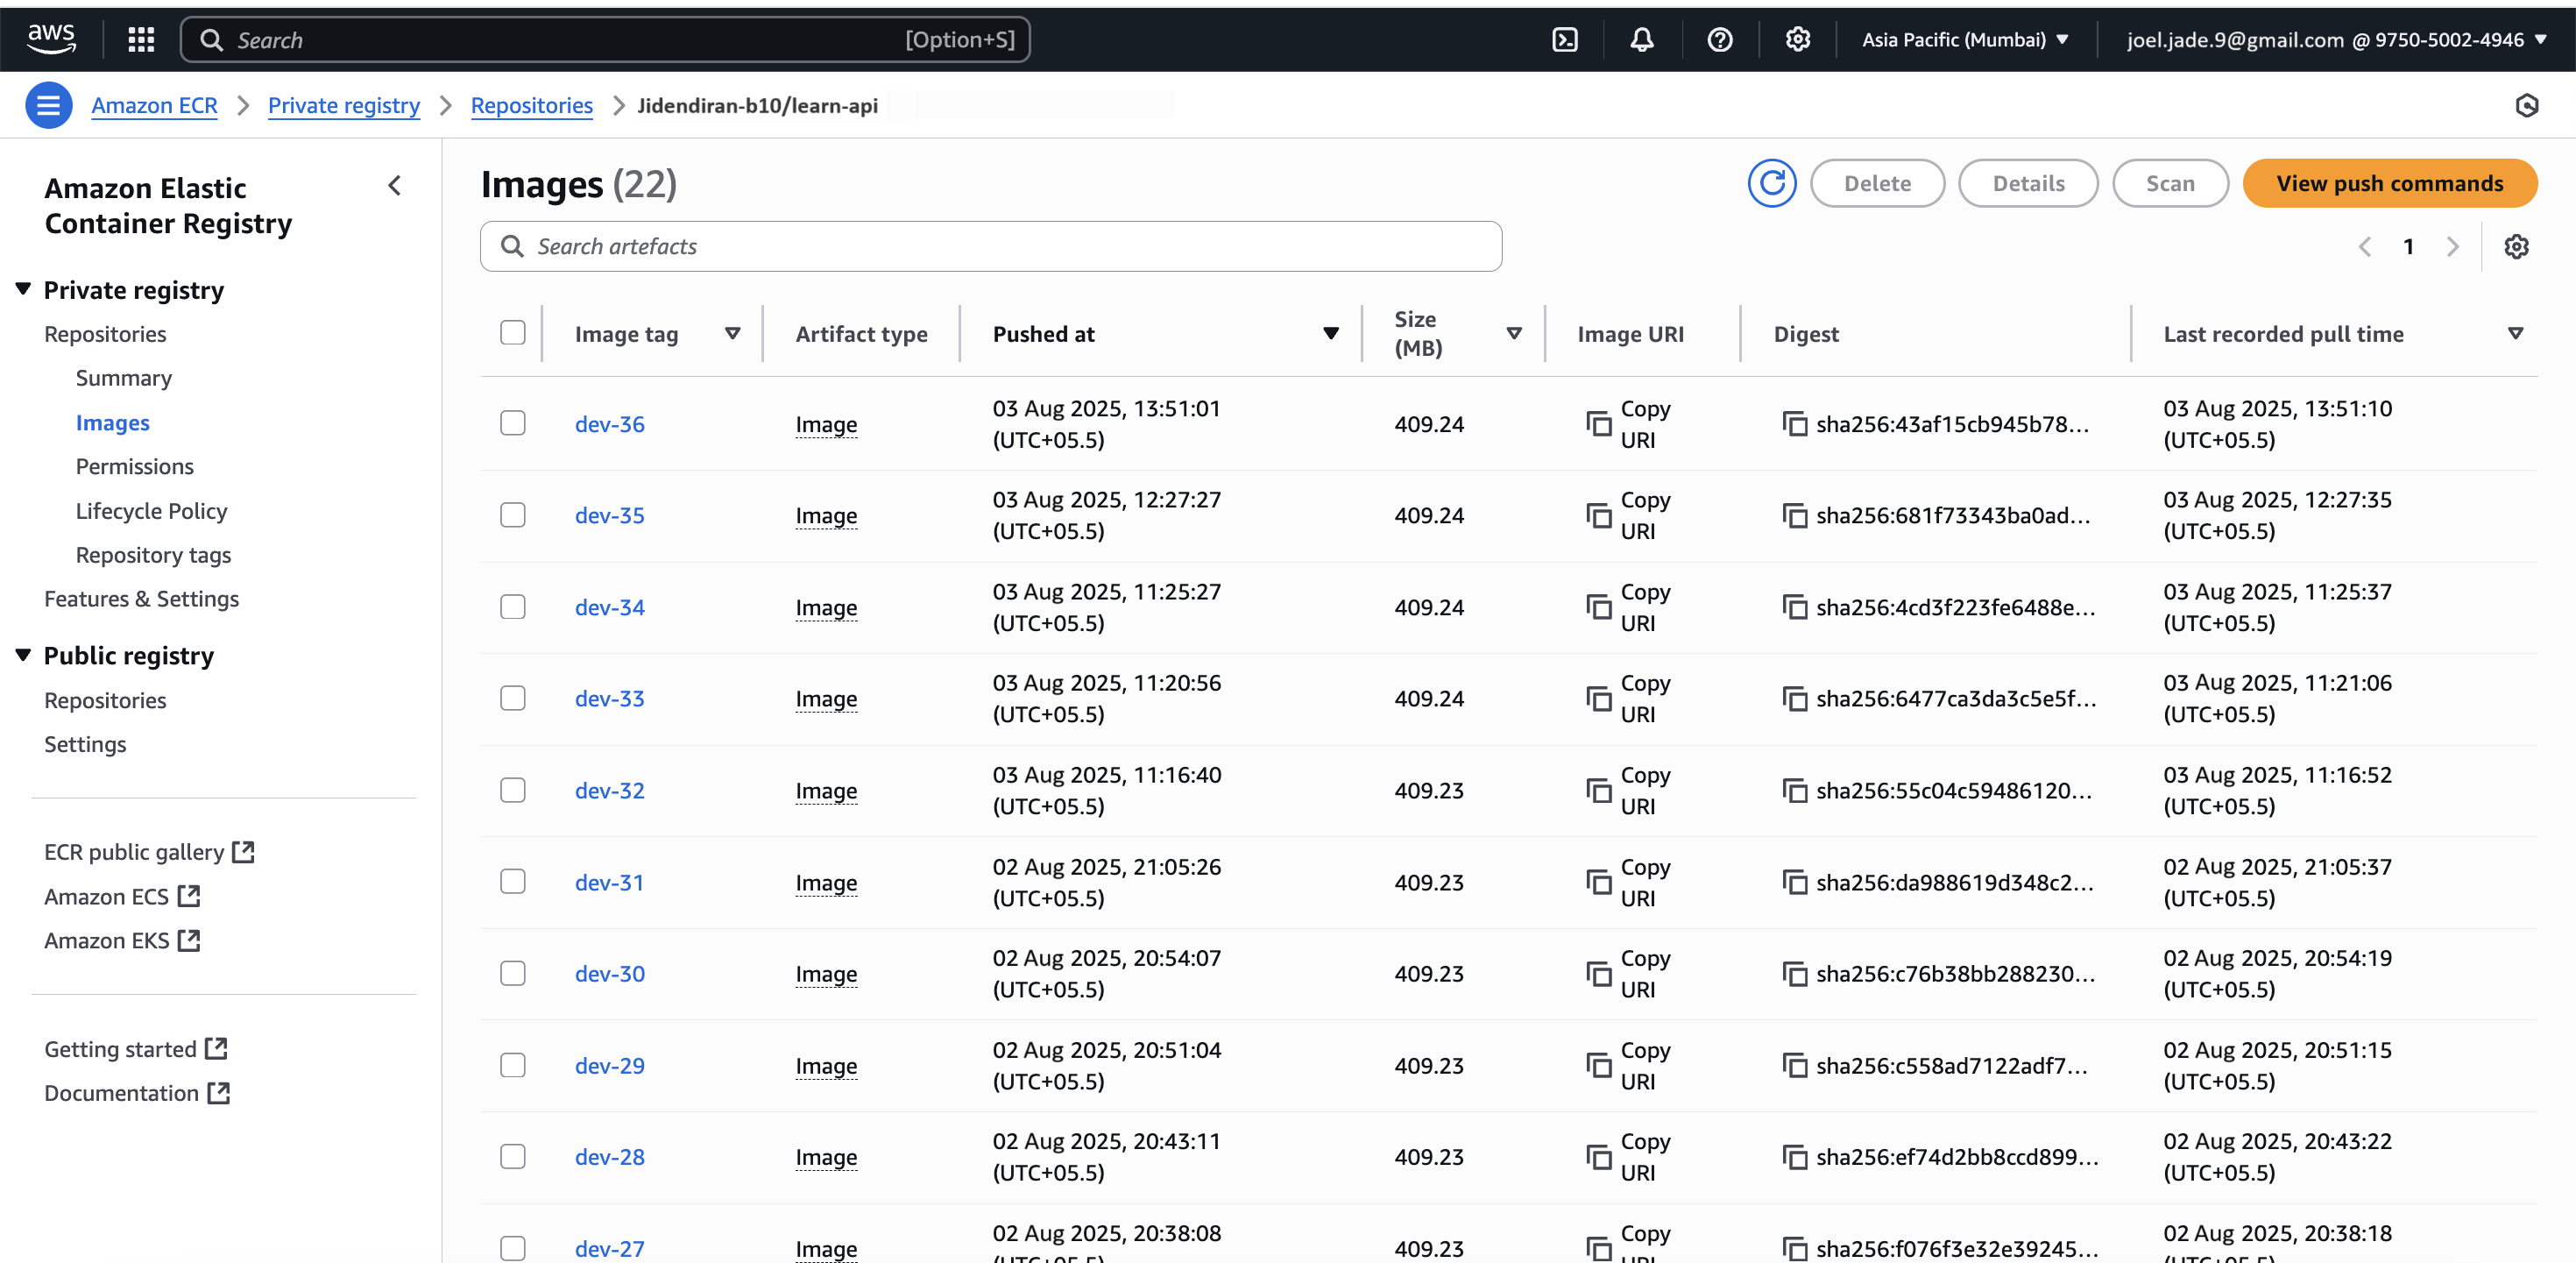 aws
Search [Option+S]
Asia Pacific (Mumbai) joel.jade.9@gmail.com @ 9750-5002-4946
Amazon ECR Private registry Repositories Jidendiran-b10/learn-api
Amazon Elastic
Container Registry
Private registry
Repositories
Summary
Images
Permissions
Lifecycle Policy
Repository tags
Features & Settings
Public registry
Repositories
Settings
ECR public gallery
Amazon ECS
Amazon EKS
Getting started
Documentation
Images (22)
Delete Details Scan View push commands
Search artefacts
1
Image tag Artifact type Pushed at Size (MB) Image URI Digest Last recorded pull time
dev-36 Image 03 Aug 2025, 13:51:01 (UTC+05.5) 409.24 Copy URI sha256:43af15cb945b78... 03 Aug 2025, 13:51:10 (UTC+05.5)
dev-35 Image 03 Aug 2025, 12:27:27 (UTC+05.5) 409.24 Copy URI sha256:681f73343ba0ad... 03 Aug 2025, 12:27:35 (UTC+05.5)
dev-34 Image 03 Aug 2025, 11:25:27 (UTC+05.5) 409.24 Copy URI sha256:4cd3f223fe6488e... 03 Aug 2025, 11:25:37 (UTC+05.5)
dev-33 Image 03 Aug 2025, 11:20:56 (UTC+05.5) 409.24 Copy URI sha256:6477ca3da3c5e5f... 03 Aug 2025, 11:21:06 (UTC+05.5)
dev-32 Image 03 Aug 2025, 11:16:40 (UTC+05.5) 409.23 Copy URI sha256:55c04c59486120... 03 Aug 2025, 11:16:52 (UTC+05.5)
dev-31 Image 02 Aug 2025, 21:05:26 (UTC+05.5) 409.23 Copy URI sha256:da988619d348c2... 02 Aug 2025, 21:05:37 (UTC+05.5)
dev-30 Image 02 Aug 2025, 20:54:07 (UTC+05.5) 409.23 Copy URI sha256:c76b38bb288230... 02 Aug 2025, 20:54:19 (UTC+05.5)
dev-29 Image 02 Aug 2025, 20:51:04 (UTC+05.5) 409.23 Copy URI sha256:c558ad7122adf7... 02 Aug 2025, 20:51:15 (UTC+05.5)
dev-28 Image 02 Aug 2025, 20:43:11 (UTC+05.5) 409.23 Copy URI sha256:ef74d2bb8ccd899... 02 Aug 2025, 20:43:22 (UTC+05.5)
dev-27 Image 02 Aug 2025, 20:38:08 409.23 Copy sha256:f076f3e32e39245... 02 Aug 2025, 20:38:18